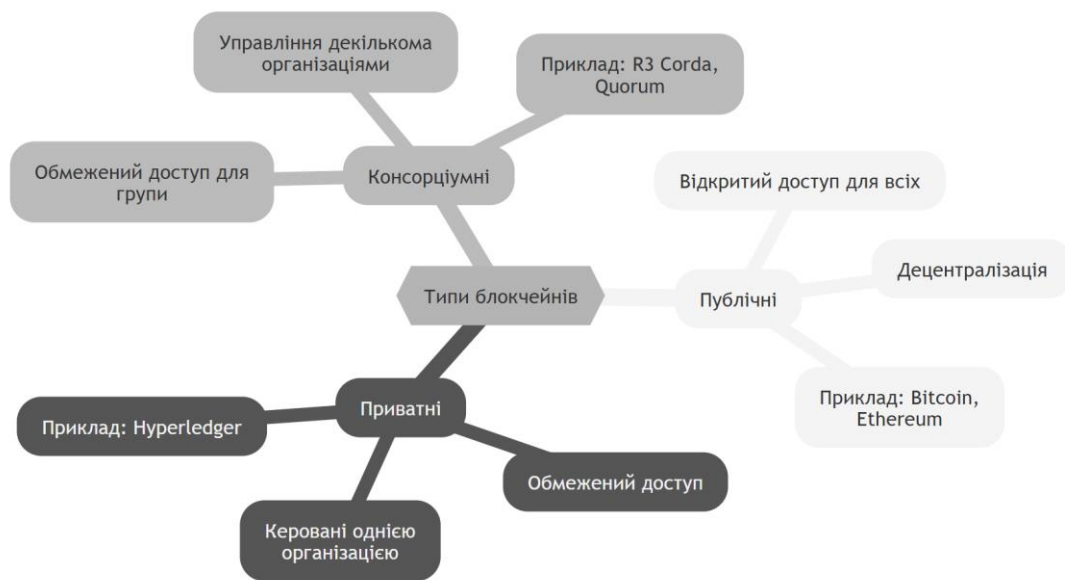 Управління декількома
організаціями
Приклад: R3 Corda,
Quorum
Обмежений доступ для
групи
Консорціумні
Відкритий доступ для всіх
Децентралізація
Типи блокчейнів
Публічні
Приклад: Bitcoin,
Ethereum
Приватні
Приклад: Hyperledger
Обмежений доступ
Керовані однією
організацією